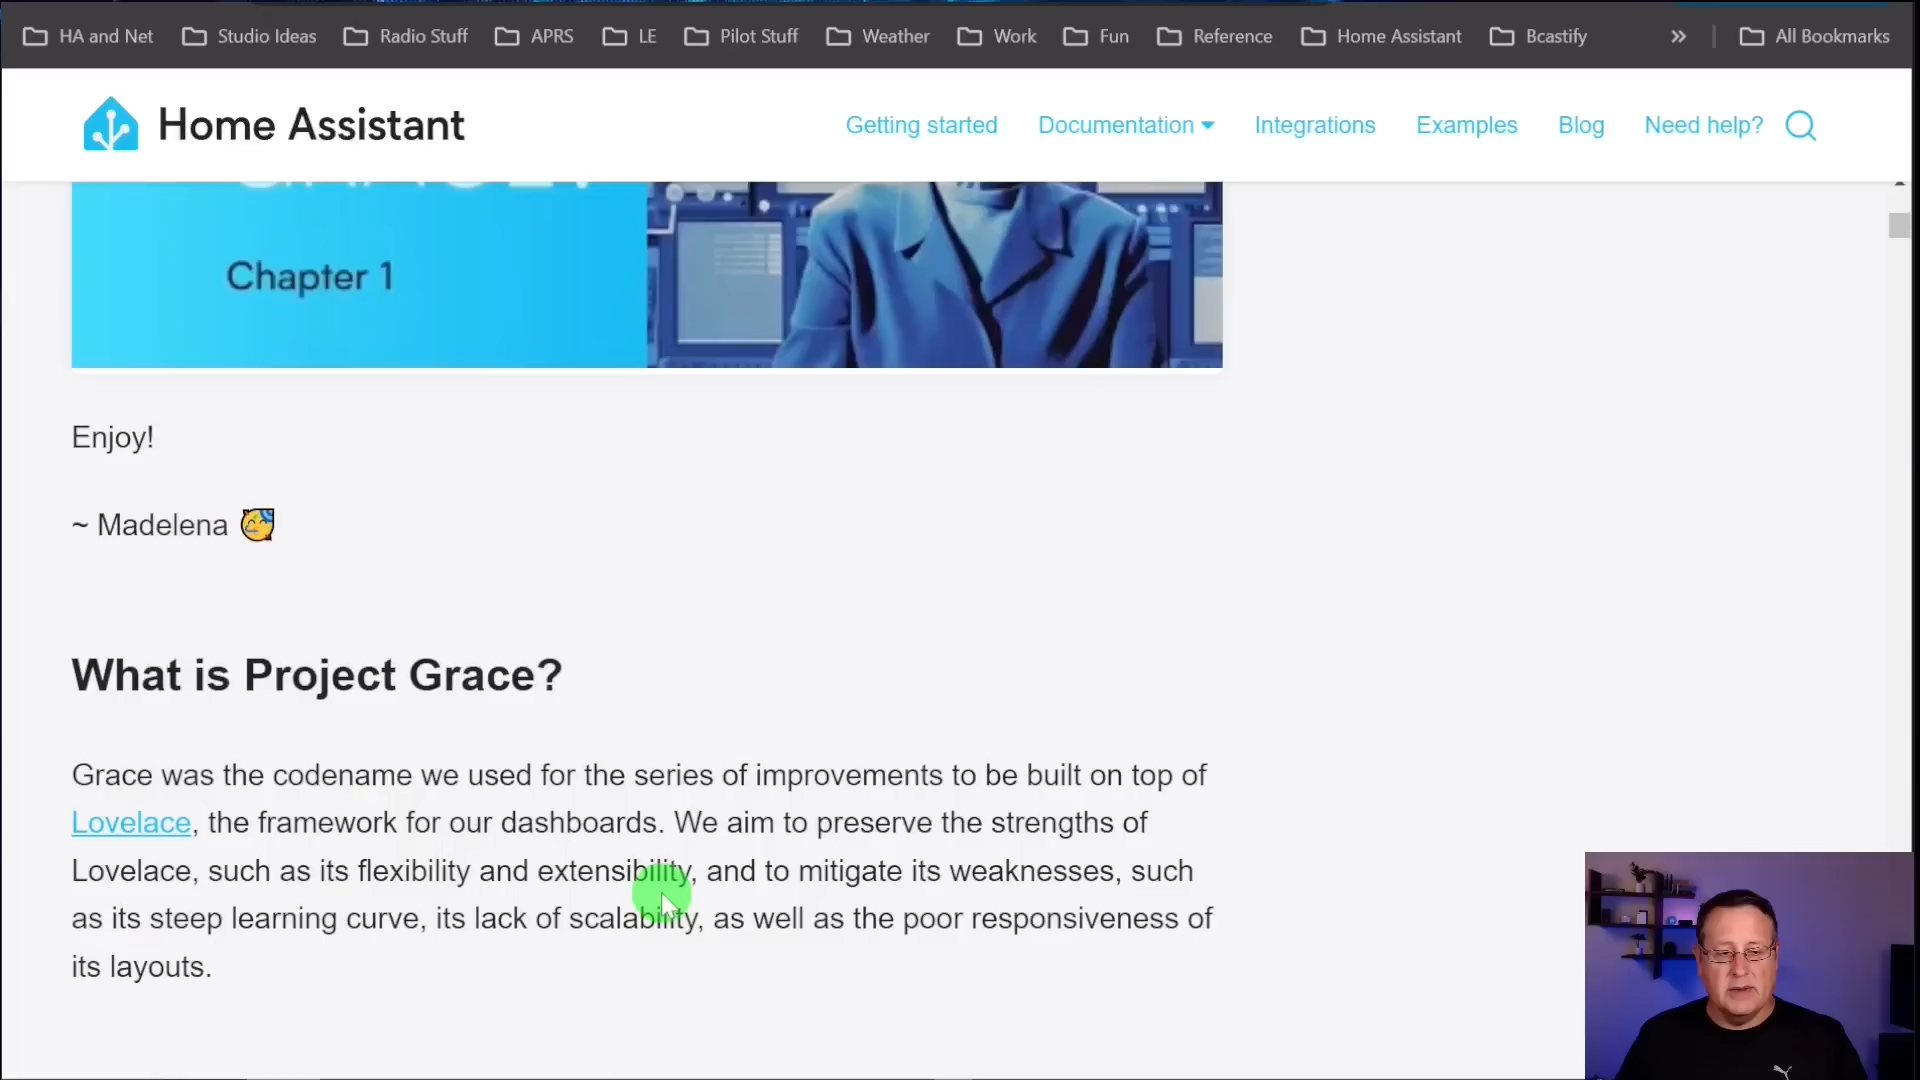 HA and Net Studio Ideas Radio Stuff APRS LE Pilot Stuff Weather Work Fun Reference Home Assistant Bcastify » All Bookmarks
Home Assistant Getting started Documentation Integrations Examples Blog Need help?
Chapter 1
Enjoy!
~ Madelena 🥳
What is Project Grace?
Grace was the codename we used for the series of improvements to be built on top of
Lovelace, the framework for our dashboards. We aim to preserve the strengths of
Lovelace, such as its flexibility and extensibility, and to mitigate its weaknesses, such
as its steep learning curve, its lack of scalability, as well as the poor responsiveness of
its layouts.